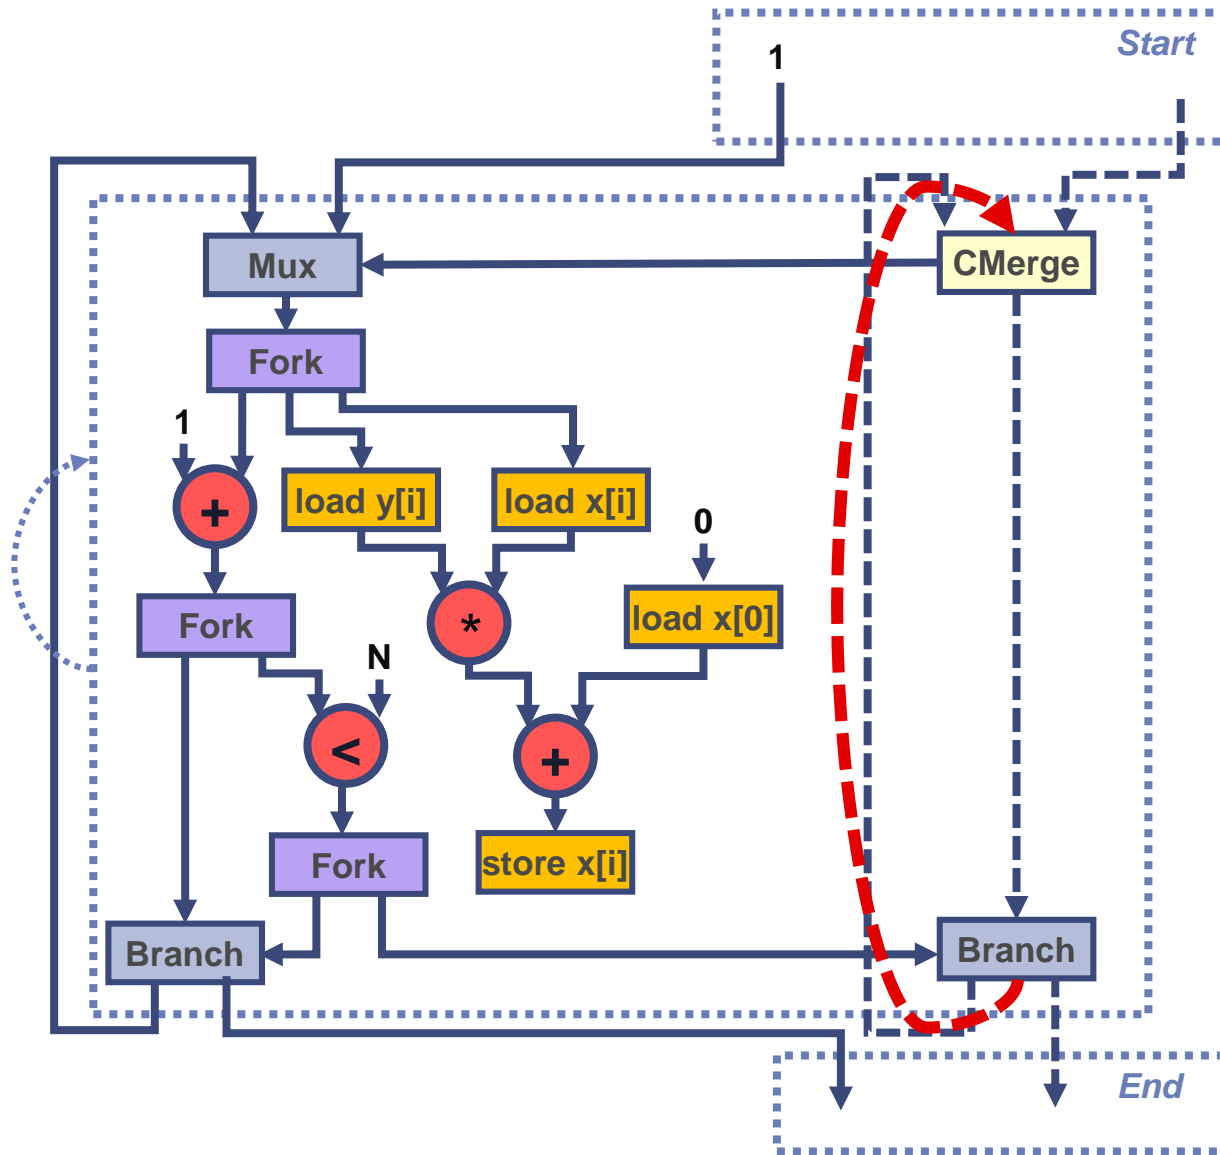 Start
1
Mux
CMerge
Fork
1
+
load y[i]
load x[i]
0
*
load x[0]
Fork
N
<
+
Fork
store x[i]
Branch
Branch
End